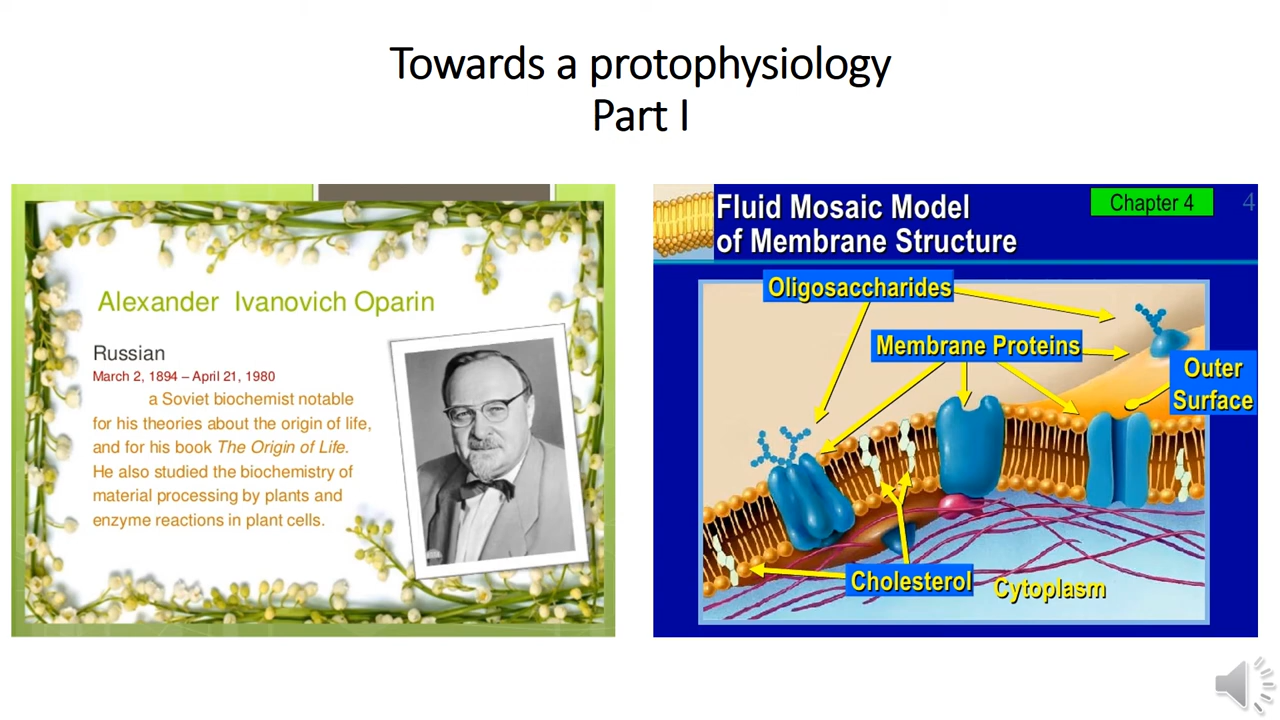 Towards a protophysiology
Part I
Alexander Ivanovich Oparin
Russian
March 2, 1894 – April 21, 1980
a Soviet biochemist notable
for his theories about the origin of life,
and for his book The Origin of Life.
He also studied the biochemistry of
material processing by plants and
enzyme reactions in plant cells.
Fluid Mosaic Model
of Membrane Structure
Chapter 4
4
Oligosaccharides
Membrane Proteins
Outer
Surface
Cholesterol
Cytoplasm